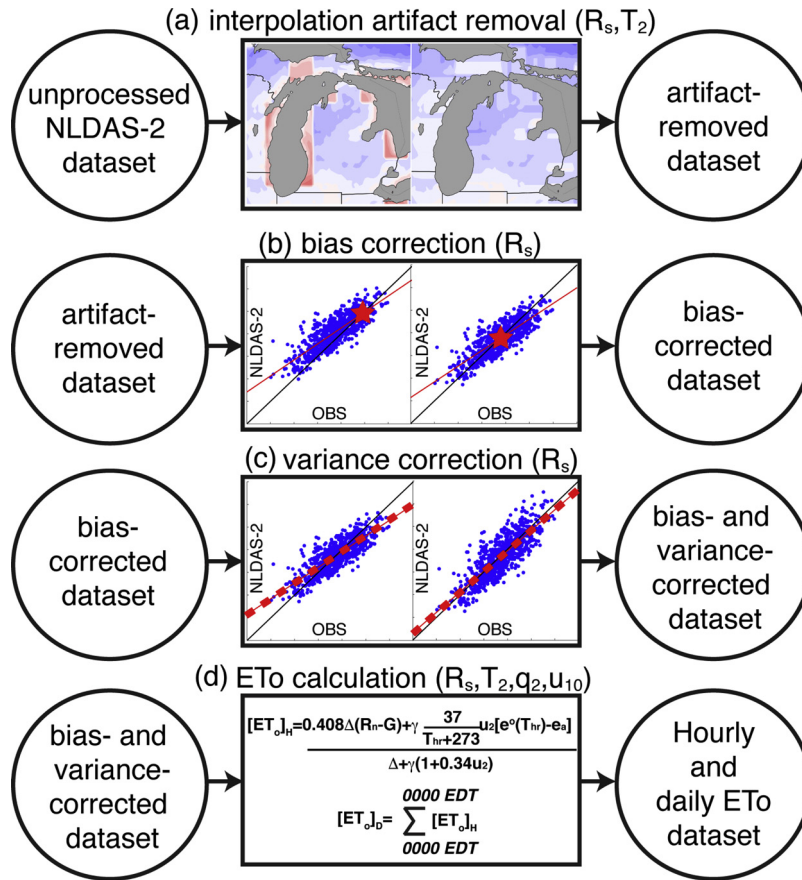 (a) interpolation artifact removal (Rs,T2)
unprocessed
NLDAS-2
dataset
artifact-
removed
dataset
(b) bias correction (Rs)
artifact-
removed
dataset
NLDAS-2
OBS
NLDAS-2
OBS
bias-
corrected
dataset
(c) variance correction (Rs)
bias-
corrected
dataset
NLDAS-2
OBS
NLDAS-2
OBS
bias- and
variance-
corrected
dataset
(d) ETo calculation (Rs,T2,q2,u10)
bias- and
variance-
corrected
dataset
[ETo]H=0.408Δ(Rn-G)+γ 37 u2[eº(Thr)-ea]
Thr+273
Δ+γ(1+0.34u2)
0000 EDT
[ETo]D= ∑ [ETo]H
0000 EDT
Hourly
and
daily ETo
dataset